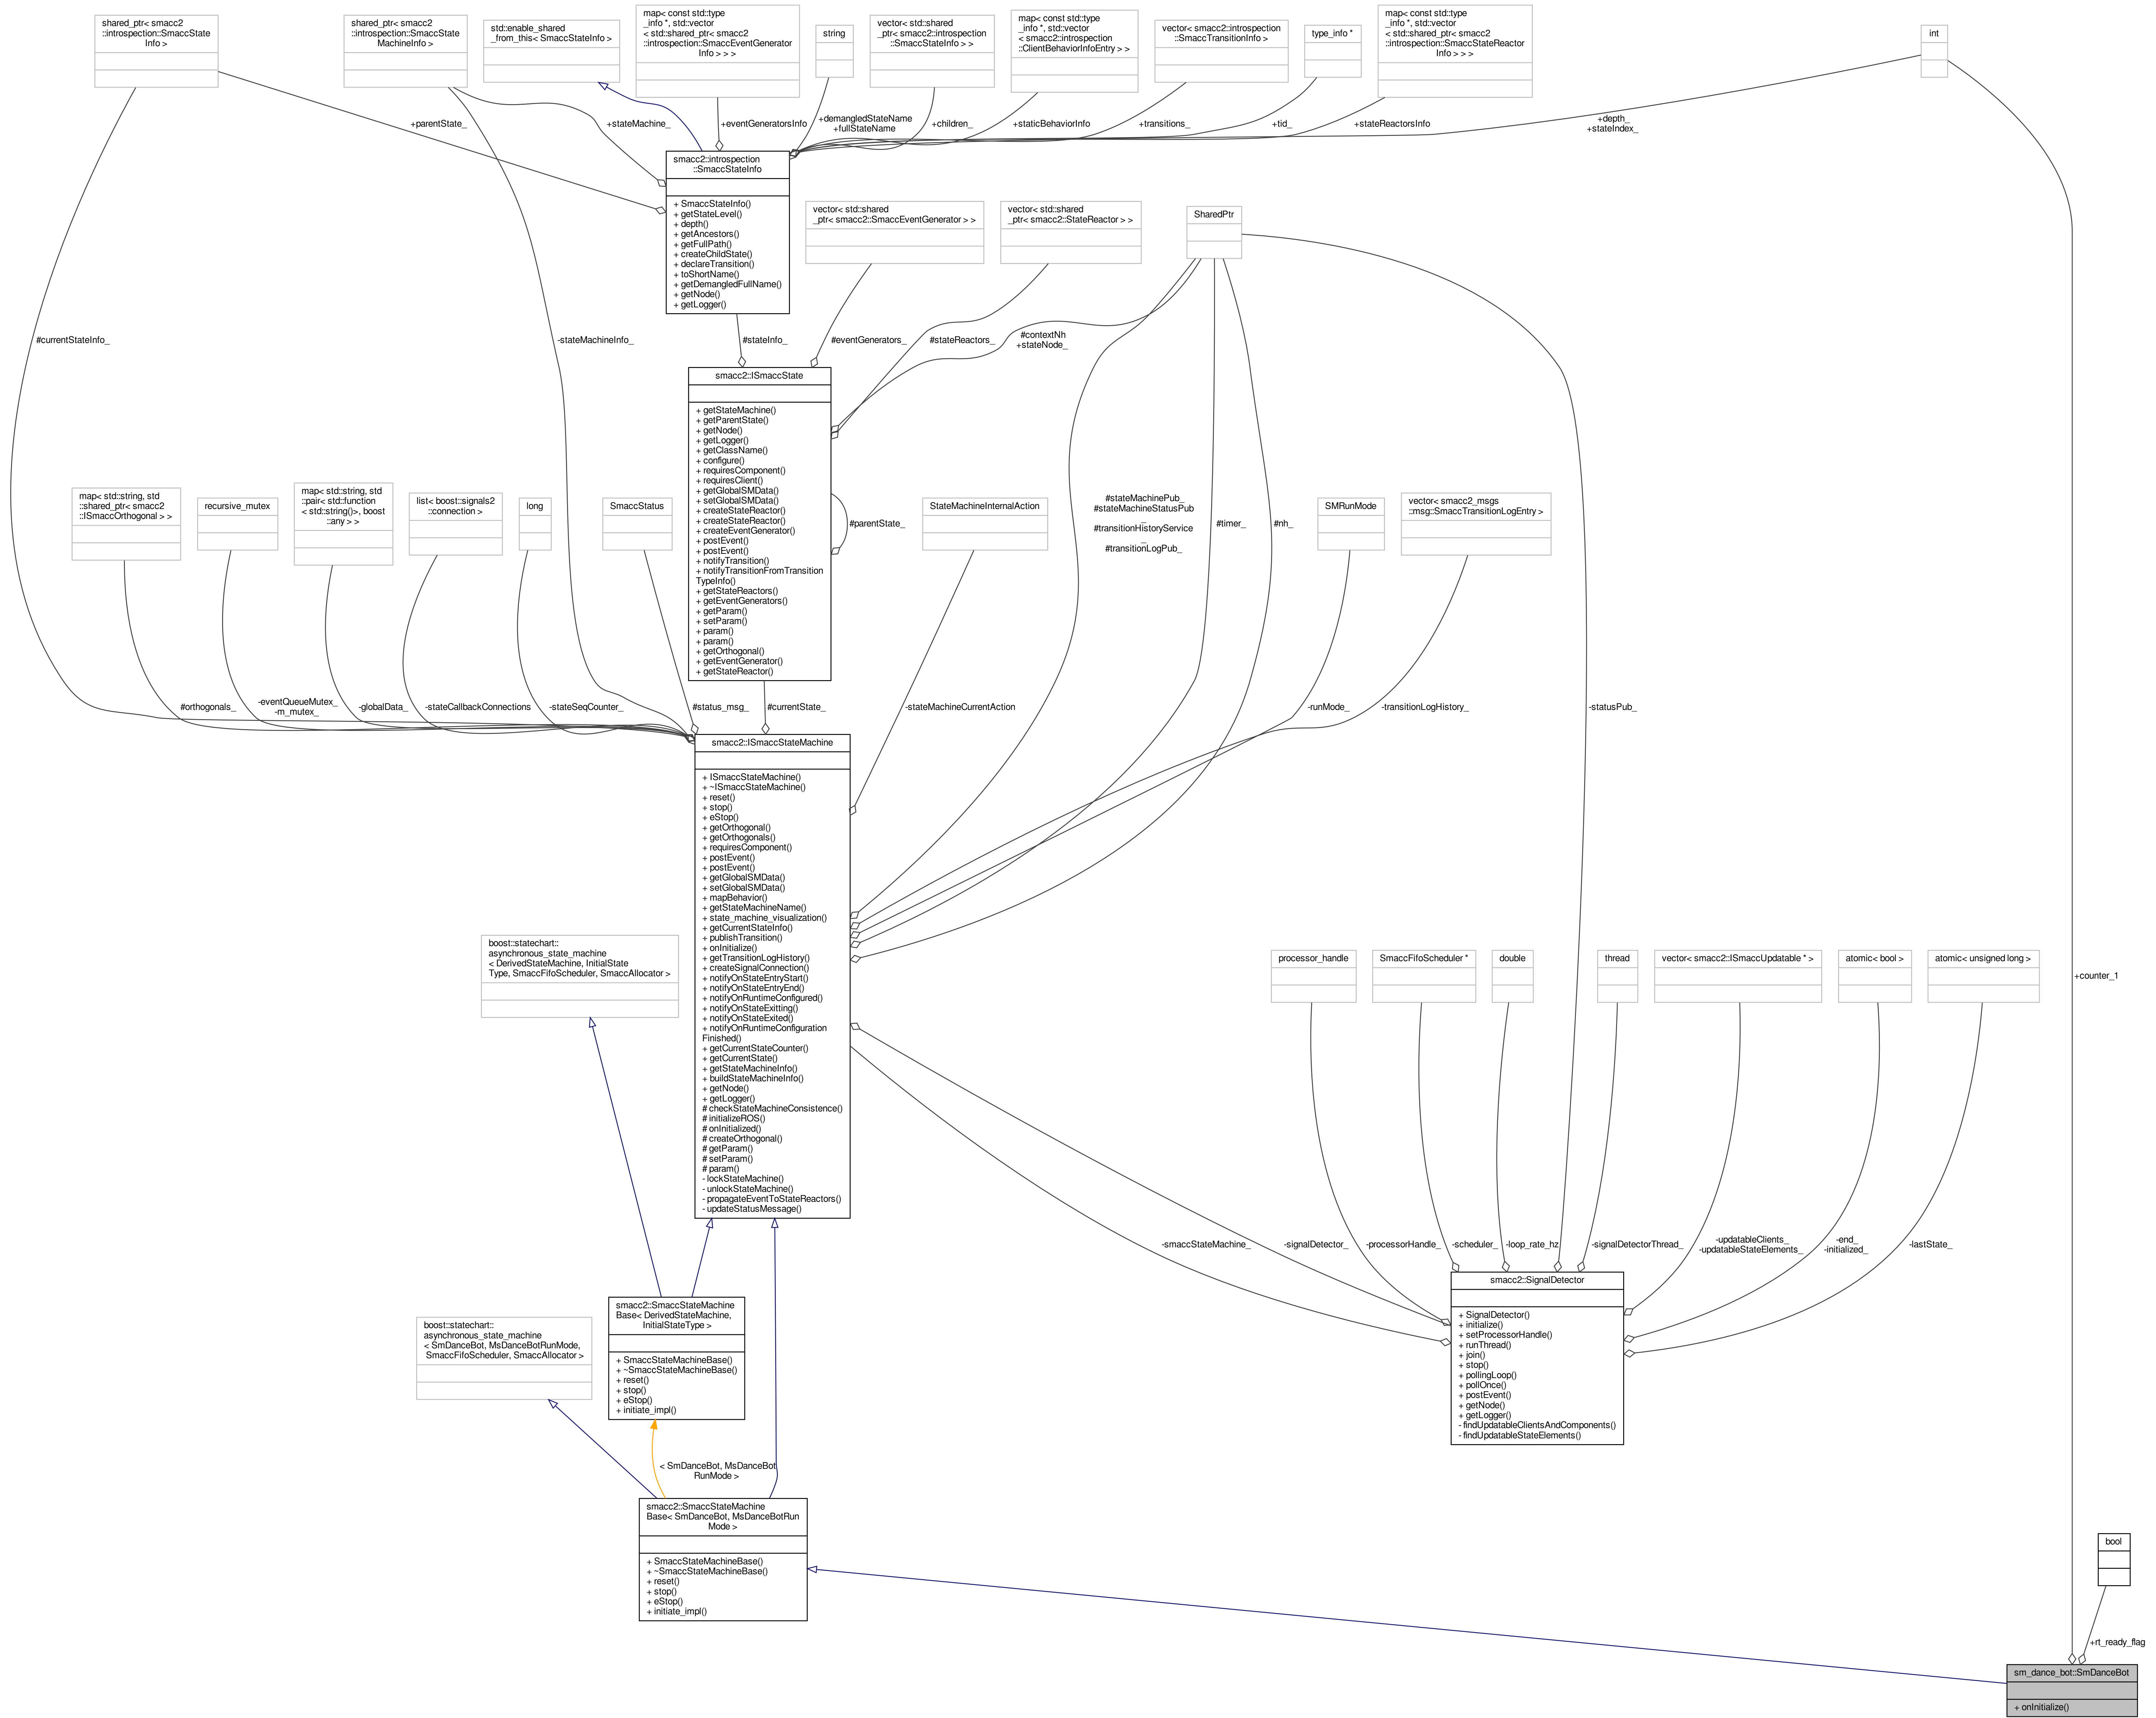 shared_ptr< smacc2
::introspection::SmaccState
Info >
shared_ptr< smacc2
::introspection::SmaccState
MachineInfo >
std::enable_shared
_from_this< SmaccStateInfo >
map< const std::type
_info *, std::vector
< std::shared_ptr< smacc2
::introspection::SmaccEventGenerator
Info > > >
string
vector< std::shared
_ptr< smacc2::introspection
::SmaccStateInfo > >
map< const std::type
_info *, std::vector
< smacc2::introspection
::ClientBehaviorInfoEntry > >
vector< smacc2::introspection
::SmaccTransitionInfo >
type_info *
map< const std::type
_info *, std::vector
< std::shared_ptr< smacc2
::introspection::SmaccStateReactor
Info > > >
int
+parentState_
+stateMachine_
+eventGeneratorsInfo
+demangledStateName
+fullStateName
+children_
+staticBehaviorInfo
+transitions_
+tid_
+stateReactorsInfo
+depth_
+stateIndex_
smacc2::introspection
::SmaccStateInfo
+ SmaccStateInfo()
+ getStateLevel()
+ depth()
+ getAncestors()
+ getFullPath()
+ createChildState()
+ declareTransition()
+ toShortName()
+ getDemangledFullName()
+ getNode()
+ getLogger()
vector< std::shared
_ptr< smacc2::SmaccEventGenerator > >
vector< std::shared
_ptr< smacc2::StateReactor > >
SharedPtr
#currentStateInfo_
-stateMachineInfo_
#stateInfo_
#eventGenerators_
#stateReactors_
#contextNh
+stateNode_
smacc2::ISmaccState
+ getStateMachine()
+ getParentState()
+ getNode()
+ getLogger()
+ getClassName()
+ configure()
+ requiresComponent()
+ requiresClient()
+ getGlobalSMData()
+ setGlobalSMData()
+ createStateReactor()
+ createStateReactor()
+ createEventGenerator()
+ postEvent()
+ postEvent()
+ notifyTransition()
+ notifyTransitionFromTransition
TypeInfo()
+ getStateReactors()
+ getEventGenerators()
+ getParam()
+ setParam()
+ param()
+ param()
+ getOrthogonal()
+ getEventGenerator()
+ getStateReactor()
#parentState_
map< std::string, std
::shared_ptr< smacc2
::ISmaccOrthogonal > >
recursive_mutex
map< std::string, std
::pair< std::function
< std::string()>, boost
::any > >
list< boost::signals2
::connection >
long
SmaccStatus
StateMachineInternalAction
#stateMachinePub_
#stateMachineStatusPub
_
#transitionHistoryService
_
#transitionLogPub_
#timer_
#nh_
SMRunMode
vector< smacc2_msgs
::msg::SmaccTransitionLogEntry >
#orthogonals_
-eventQueueMutex_
-m_mutex_
-globalData_
-stateCallbackConnections
-stateSeqCounter_
#status_msg_
#currentState_
-stateMachineCurrentAction
-runMode_
-transitionLogHistory_
-statusPub_
smacc2::ISmaccStateMachine
+ ISmaccStateMachine()
+ ~ISmaccStateMachine()
+ reset()
+ stop()
+ eStop()
+ getOrthogonal()
+ getOrthogonals()
+ requiresComponent()
+ postEvent()
+ postEvent()
+ getGlobalSMData()
+ setGlobalSMData()
+ mapBehavior()
+ getStateMachineName()
+ state_machine_visualization()
+ getCurrentStateInfo()
+ publishTransition()
+ onInitialize()
+ getTransitionLogHistory()
+ createSignalConnection()
+ notifyOnStateEntryStart()
+ notifyOnStateEntryEnd()
+ notifyOnRuntimeConfigured()
+ notifyOnStateExitting()
+ notifyOnStateExited()
+ notifyOnRuntimeConfiguration
Finished()
+ getCurrentStateCounter()
+ getCurrentState()
+ getStateMachineInfo()
+ buildStateMachineInfo()
+ getNode()
+ getLogger()
# checkStateMachineConsistence()
# initializeROS()
# onInitialized()
# createOrthogonal()
# getParam()
# setParam()
# param()
- lockStateMachine()
- unlockStateMachine()
- propagateEventToStateReactors()
- updateStatusMessage()
boost::statechart::
asynchronous_state_machine
< DerivedStateMachine, InitialState
Type, SmaccFifoScheduler, SmaccAllocator >
processor_handle
SmaccFifoScheduler *
double
thread
vector< smacc2::ISmaccUpdatable * >
atomic< bool >
atomic< unsigned long >
+counter_1
-smaccStateMachine_
-signalDetector_
-processorHandle_
-scheduler_
-loop_rate_hz
-signalDetectorThread_
-updatableClients_
-updatableStateElements_
-end_
-initialized_
-lastState_
smacc2::SignalDetector
+ SignalDetector()
+ initialize()
+ setProcessorHandle()
+ runThread()
+ join()
+ stop()
+ pollingLoop()
+ pollOnce()
+ postEvent()
+ getNode()
+ getLogger()
- findUpdatableClientsAndComponents()
- findUpdatableStateElements()
smacc2::SmaccStateMachine
Base< DerivedStateMachine,
InitialStateType >
+ SmaccStateMachineBase()
+ ~SmaccStateMachineBase()
+ reset()
+ stop()
+ eStop()
+ initiate_impl()
boost::statechart::
asynchronous_state_machine
< SmDanceBot, MsDanceBotRunMode,
SmaccFifoScheduler, SmaccAllocator >
< SmDanceBot, MsDanceBot
RunMode >
smacc2::SmaccStateMachine
Base< SmDanceBot, MsDanceBotRun
Mode >
+ SmaccStateMachineBase()
+ ~SmaccStateMachineBase()
+ reset()
+ stop()
+ eStop()
+ initiate_impl()
bool
+rt_ready_flag
sm_dance_bot::SmDanceBot
+ onInitialize()